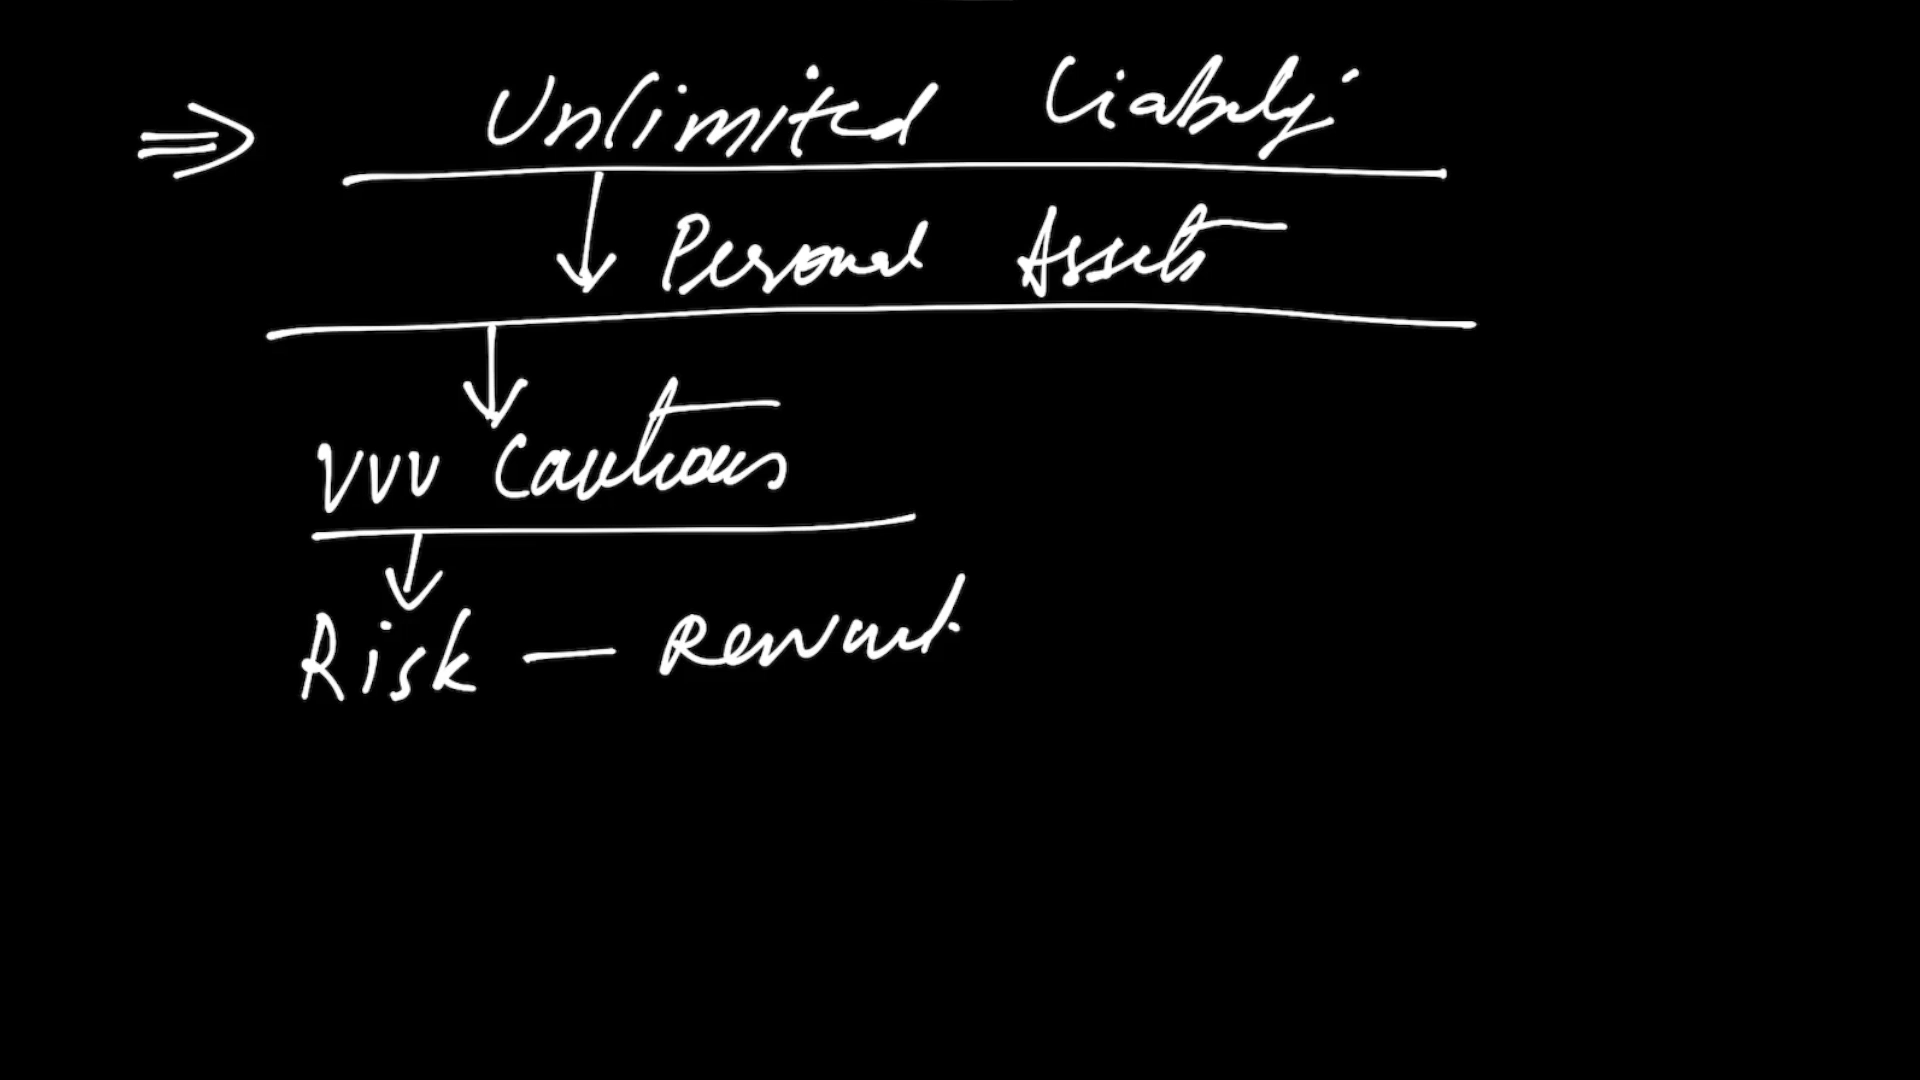 ⇒ Unlimited Liability
↓ Personal Assets
↓
VVV Cautious
↓
Risk — Reward.